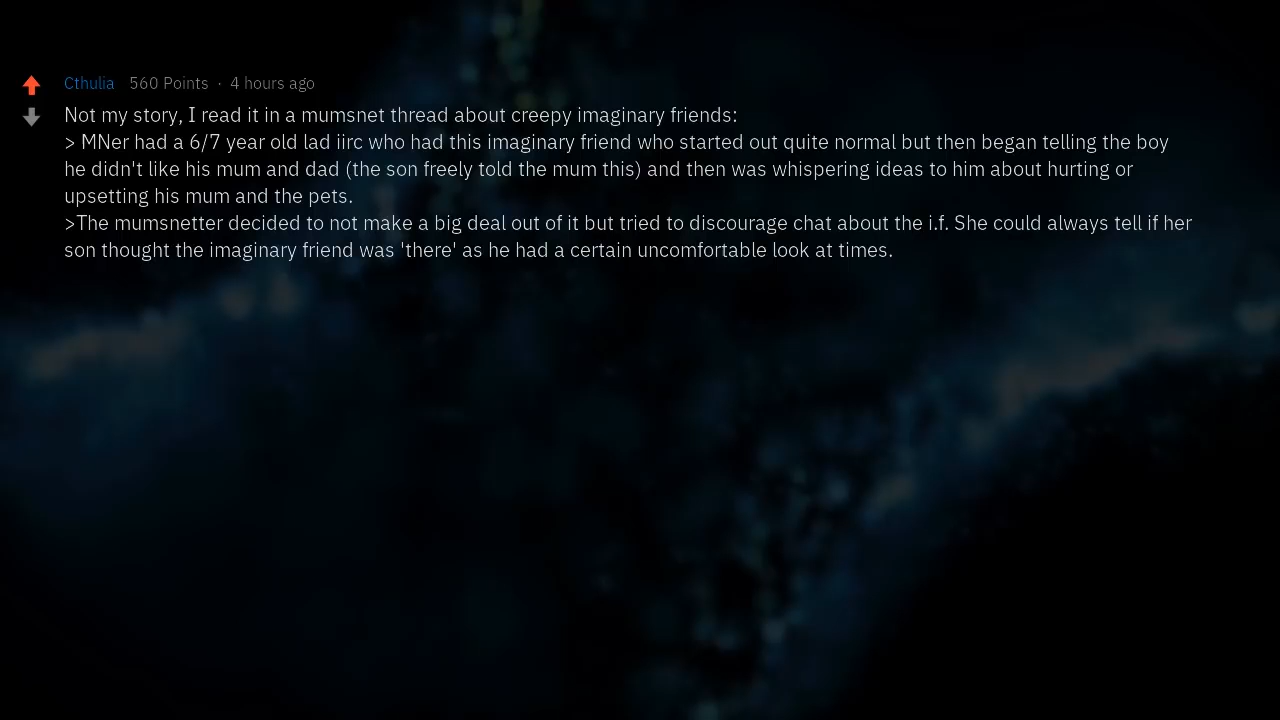 Cthulia 560 Points · 4 hours ago
Not my story, I read it in a mumsnet thread about creepy imaginary friends:
> MNer had a 6/7 year old lad iirc who had this imaginary friend who started out quite normal but then began telling the boy
he didn't like his mum and dad (the son freely told the mum this) and then was whispering ideas to him about hurting or
upsetting his mum and the pets.
>The mumsnetter decided to not make a big deal out of it but tried to discourage chat about the i.f. She could always tell if her
son thought the imaginary friend was 'there' as he had a certain uncomfortable look at times.